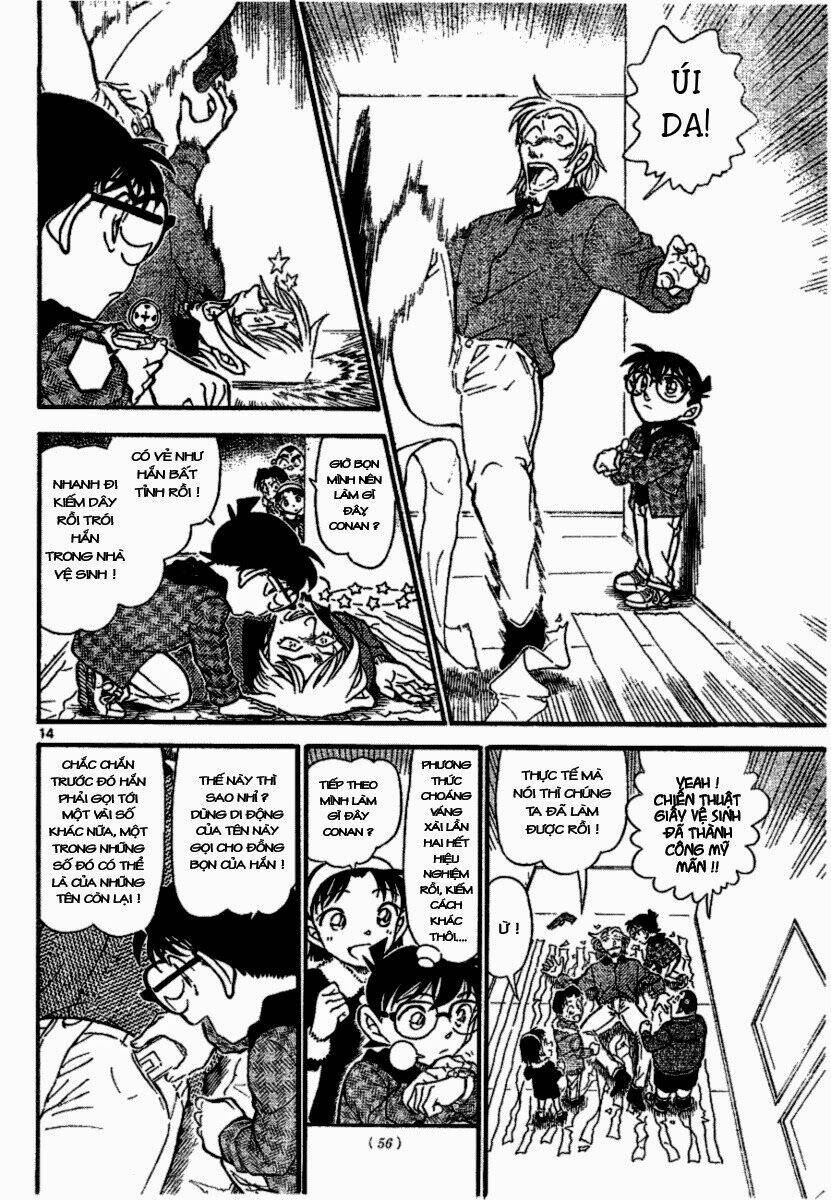 ÚI
DA!
GIỜ BỌN
MÌNH NÊN
LÀM GÌ
ĐÂY
CONAN ?
CÓ VẺ NHƯ
HẮN BẤT
TỈNH RỒI !
NHANH ĐI
KIẾM DÂY
RỒI TRÓI
HẮN
TRONG NHÀ
VỆ SINH !
14
YEAH !
CHIẾN THUẬT
GIẤY VỆ SINH
ĐÃ THÀNH
CÔNG MỸ
MÃN !!
THỰC TẾ MÀ
NÓI THÌ CHÚNG
TA ĐÃ LÀM
ĐƯỢC RỒI !
Ừ !
PHƯƠNG
THỨC
CHOÁNG
VÁNG
XÀI LẦN
HAI HẾT
HIỆU
NGHIỆM
RỒI, KIẾM
CÁCH
KHÁC
THÔI....
TIẾP THEO
MÌNH LÀM
GÌ ĐÂY
CONAN ?
THẾ NÀY THÌ
SAO NHỈ ?
DÙNG DI ĐỘNG
CỦA TÊN NÀY
GỌI CHO ĐỒNG
BỌN CỦA HẮN !
CHẮC CHẮN
TRƯỚC ĐÓ HẮN
PHẢI GỌI TỚI
MỘT VÀI SỐ
KHÁC NỮA, MỘT
TRONG NHỮNG
SỐ ĐÓ CÓ THỂ
LÀ CỦA NHỮNG
TÊN CÒN LẠI !
( 56 )